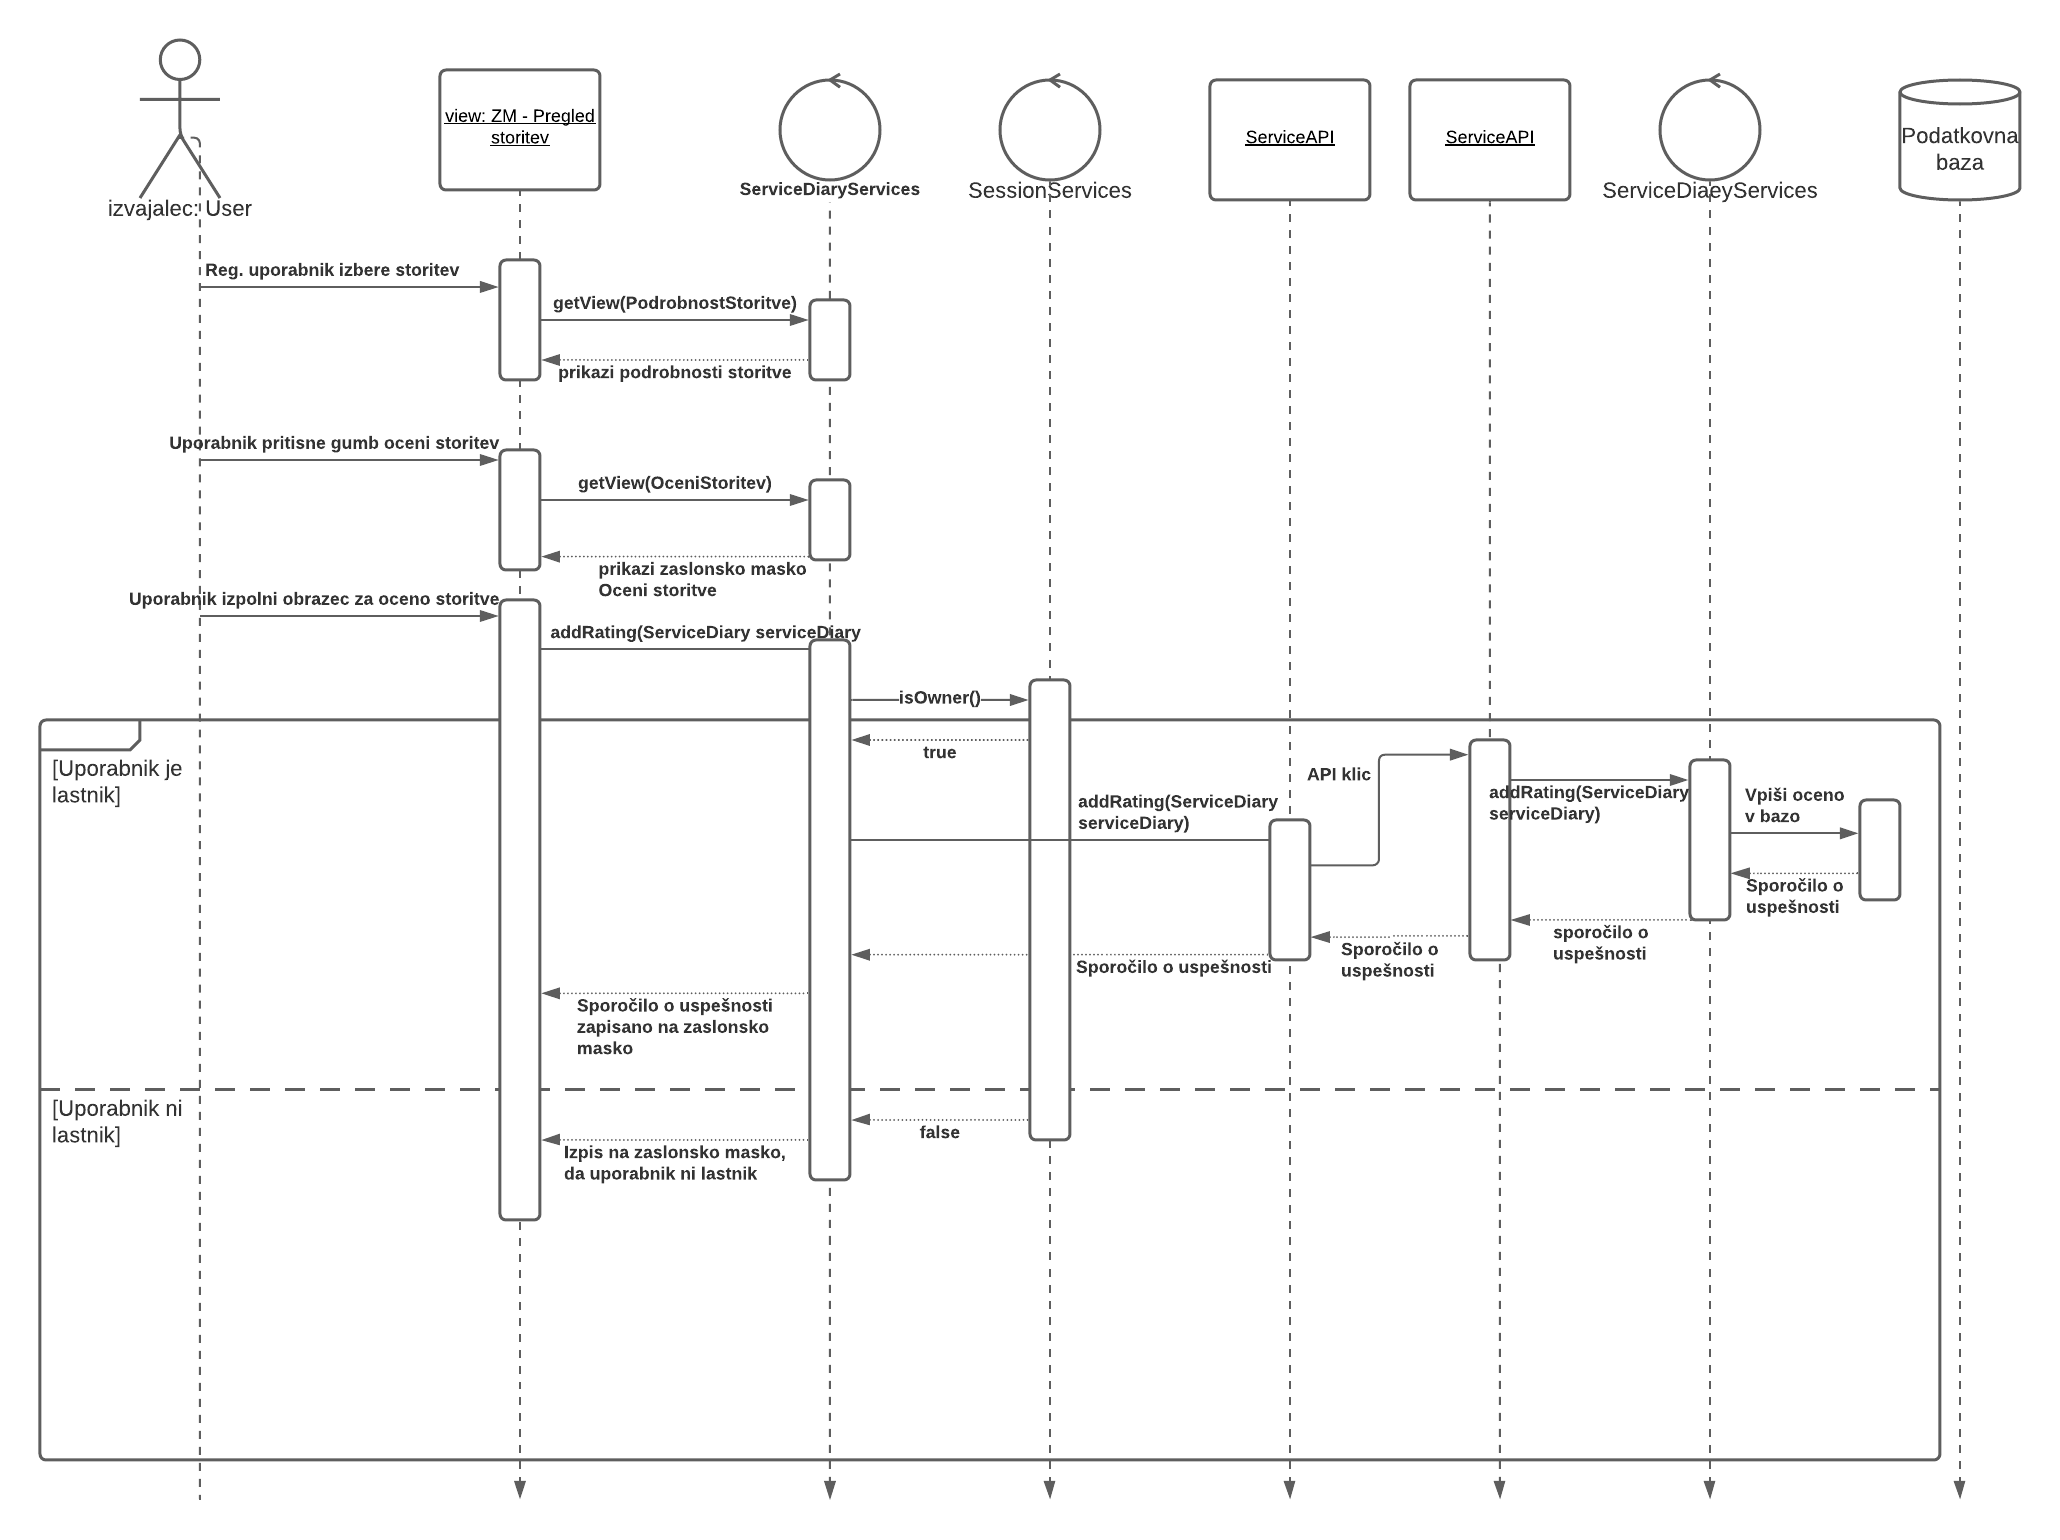 view: ZM - Pregled
storitev
ServiceAPI
ServiceAPI
Podatkovna
baza
izvajalec: User
ServiceDiaryServices
SessionServices
ServiceDiaeyServices
Reg. uporabnik izbere storitev
getView(PodrobnostStoritve)
prikazi podrobnosti storitve
Uporabnik pritisne gumb oceni storitev
getView(OceniStoritev)
prikazi zaslonsko masko
Oceni storitve
Uporabnik izpolni obrazec za oceno storitve
addRating(ServiceDiary serviceDiary
isOwner()
true
[Uporabnik je
lastnik]
API klic
addRating(ServiceDiary
serviceDiary)
addRating(ServiceDiary
serviceDiary)
Vpiši oceno
v bazo
Sporočilo o
uspešnosti
sporočilo o
uspešnosti
Sporočilo o
uspešnosti
Sporočilo o uspešnosti
Sporočilo o uspešnosti
zapisano na zaslonsko
masko
[Uporabnik ni
lastnik]
false
Izpis na zaslonsko masko,
da uporabnik ni lastnik